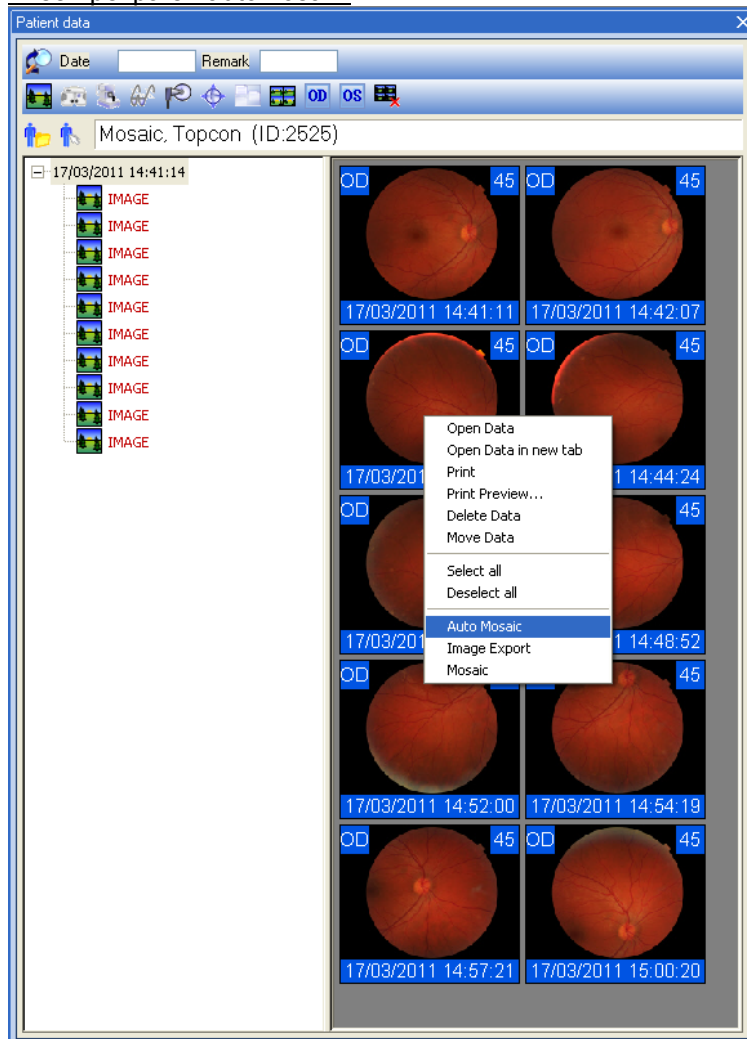 Patient data
Date Remark
OD OS
Mosaic, Topcon (ID:2525)
17/03/2011 14:41:14
IMAGE
IMAGE
IMAGE
IMAGE
IMAGE
IMAGE
IMAGE
IMAGE
IMAGE
IMAGE
OD 45 OD 45
17/03/2011 14:41:11 17/03/2011 14:42:07
OD 45 OD 45
17/03/201 1 14:44:24
OD 45
17/03/201 1 14:48:52
OD 45
17/03/2011 14:52:00 17/03/2011 14:54:19
OD 45 OD 45
17/03/2011 14:57:21 17/03/2011 15:00:20
Open Data
Open Data in new tab
Print
Print Preview...
Delete Data
Move Data
Select all
Deselect all
Auto Mosaic
Image Export
Mosaic